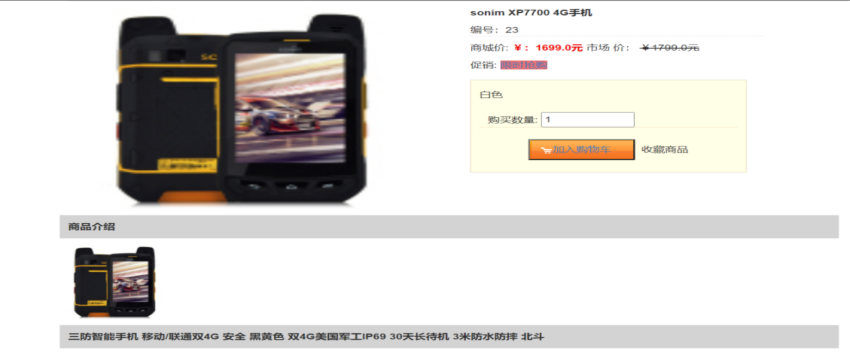 sonim XP7700 4G手机
编号：23
商城价: ￥：1699.0元 市场 价： ￥1799.0元
促销: 限时抢购
白色
购买数量: 1
加入购物车 收藏商品
商品介绍
三防智能手机 移动/联通双4G 安全 黑黄色 双4G美国军工IP69 30天长待机 3米防水防摔 北斗